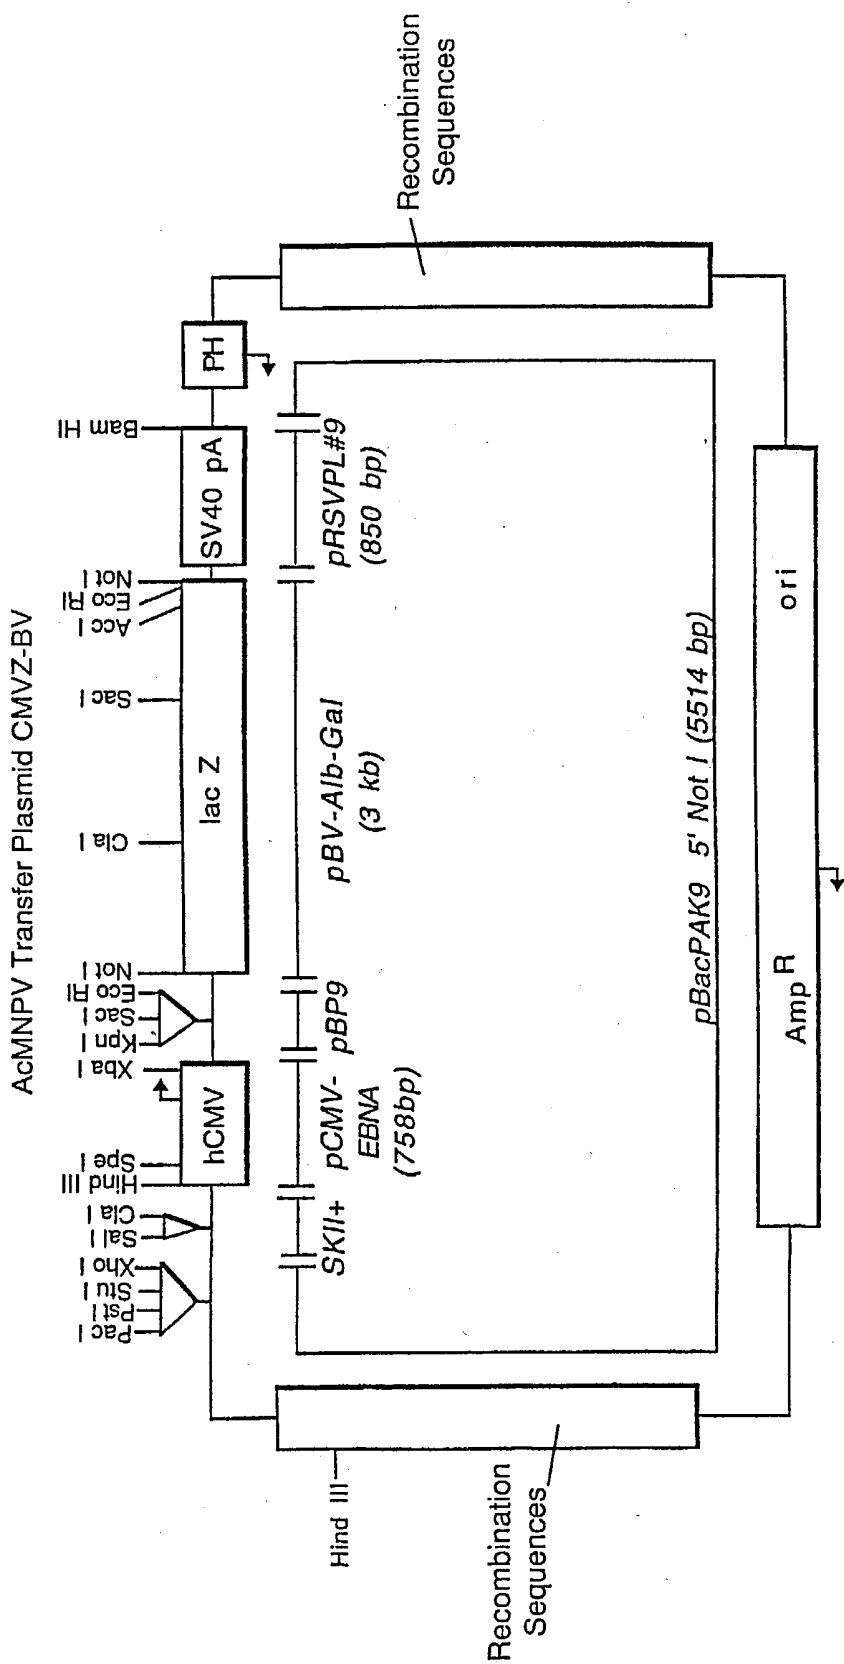 AcMNPV Transfer Plasmid CMVZ-BV
Pac I
Pst I
Stu I
Xho I
Sal I
Cla I
Hind III
Spe I
Xba I
Kpn I
Sac I
Eco RI
Not I
Cla I
Sac I
Acc I
Eco RI
Not I
Bam HI
hCMV
lac Z
SV40 pA
PH
SKII+
pCMV-
EBNA
(758bp)
pBP9
pBV-Alb-Gal
(3 kb)
pRSVPL#9
(850 bp)
Hind III
Recombination
Sequences
Recombination
Sequences
pBacPAK9 5' Not I (5514 bp)
Amp R
ori